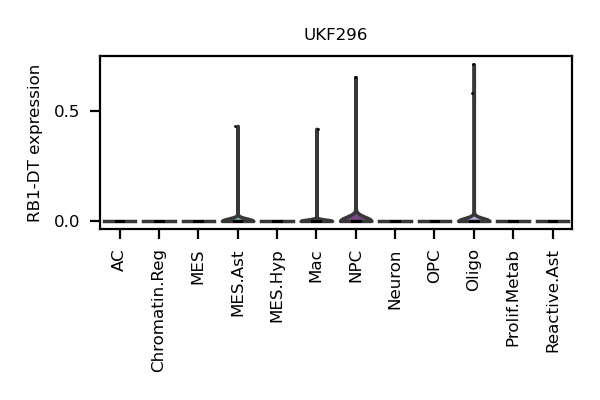 UKF296
RB1-DT expression
0.5
0.0
AC
Chromatin.Reg
MES
MES.Ast
MES.Hyp
Mac
NPC
Neuron
OPC
Oligo
Prolif.Metab
Reactive.Ast